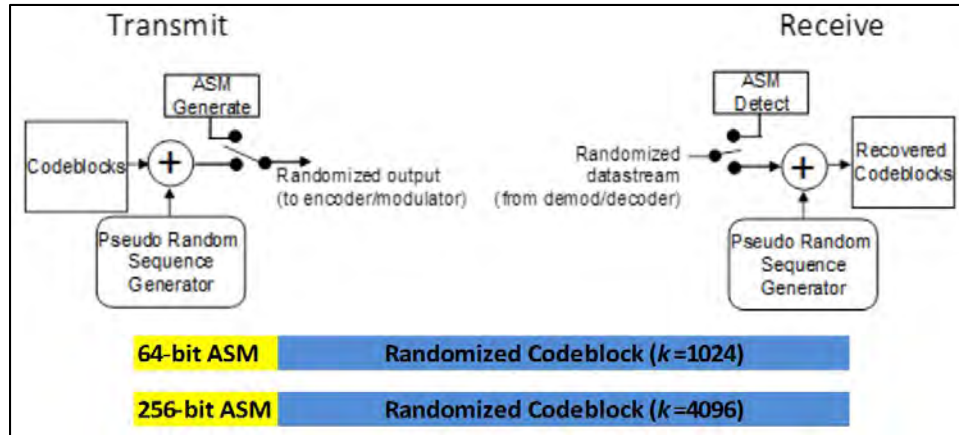 Transmit
Receive
ASM
Generate
ASM
Detect
Codeblocks
+
Randomized output
(to encoder/modulator)
Pseudo Random
Sequence
Generator
Randomized
datastream
(from demod/decoder)
+
Recovered
Codeblocks
Pseudo Random
Sequence
Generator
64-bit ASM
Randomized Codeblock (k=1024)
256-bit ASM
Randomized Codeblock (k=4096)